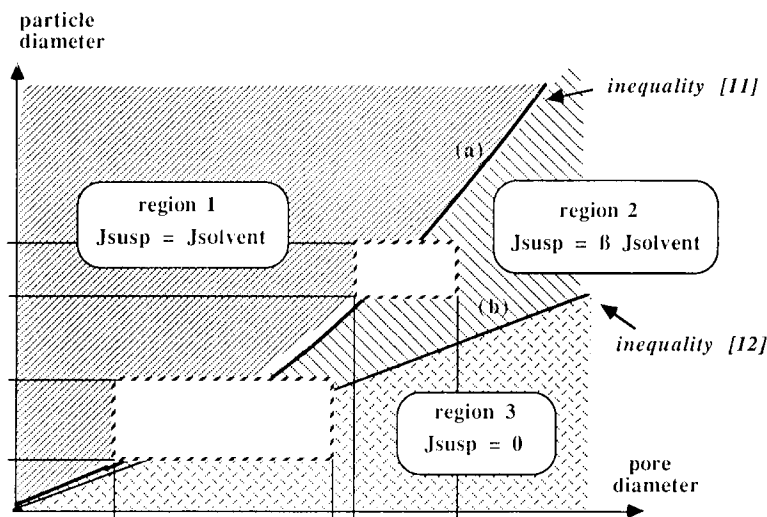 particle
diameter
inequality [11]
(a)
region 1
Jsusp = Jsolvent
region 2
Jsusp = ß Jsolvent
(b)
inequality [12]
region 3
Jsusp = 0
pore
diameter